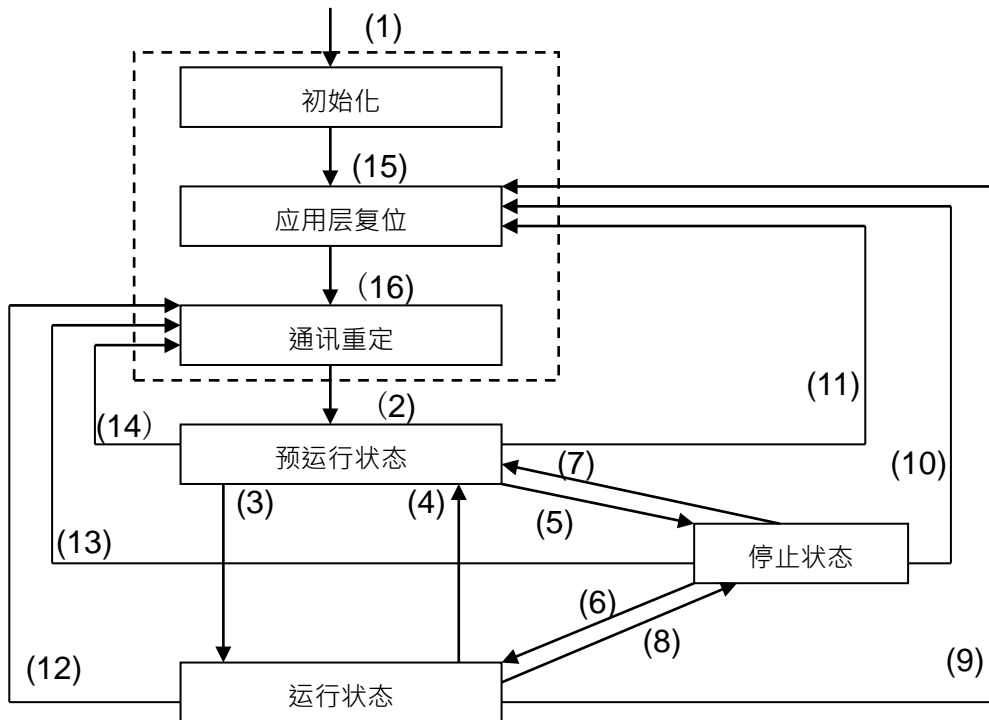 (1)
初始化
(15)
应用层复位
（16)
通讯重定
(11)
（2)
(14）
预运行状态
(7)
(10)
(3)
(4)
(5)
(13)
停止状态
(6)
(8)
(12)
(9)
运行状态